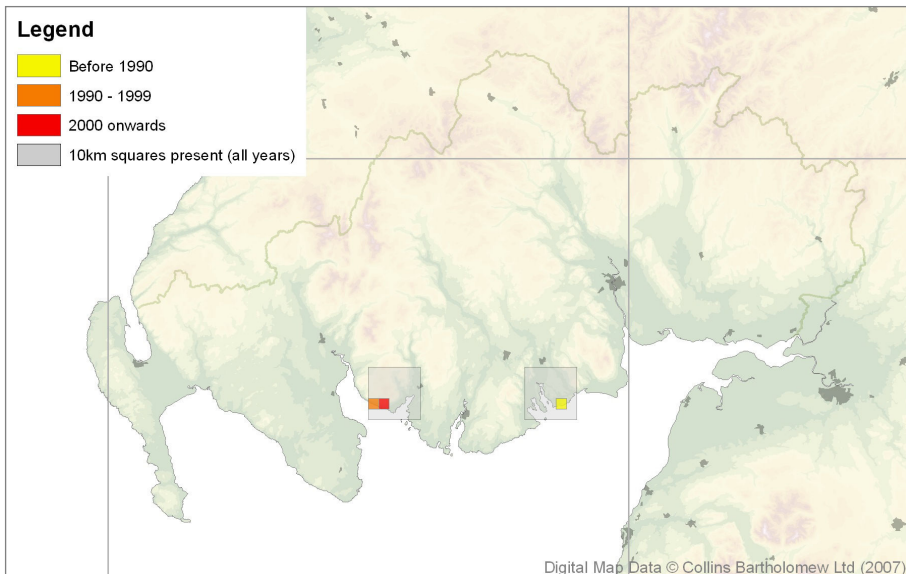 Legend
Before 1990
1990 - 1999
2000 onwards
10km squares present (all years)
Digital Map Data © Collins Bartholomew Ltd (2007)